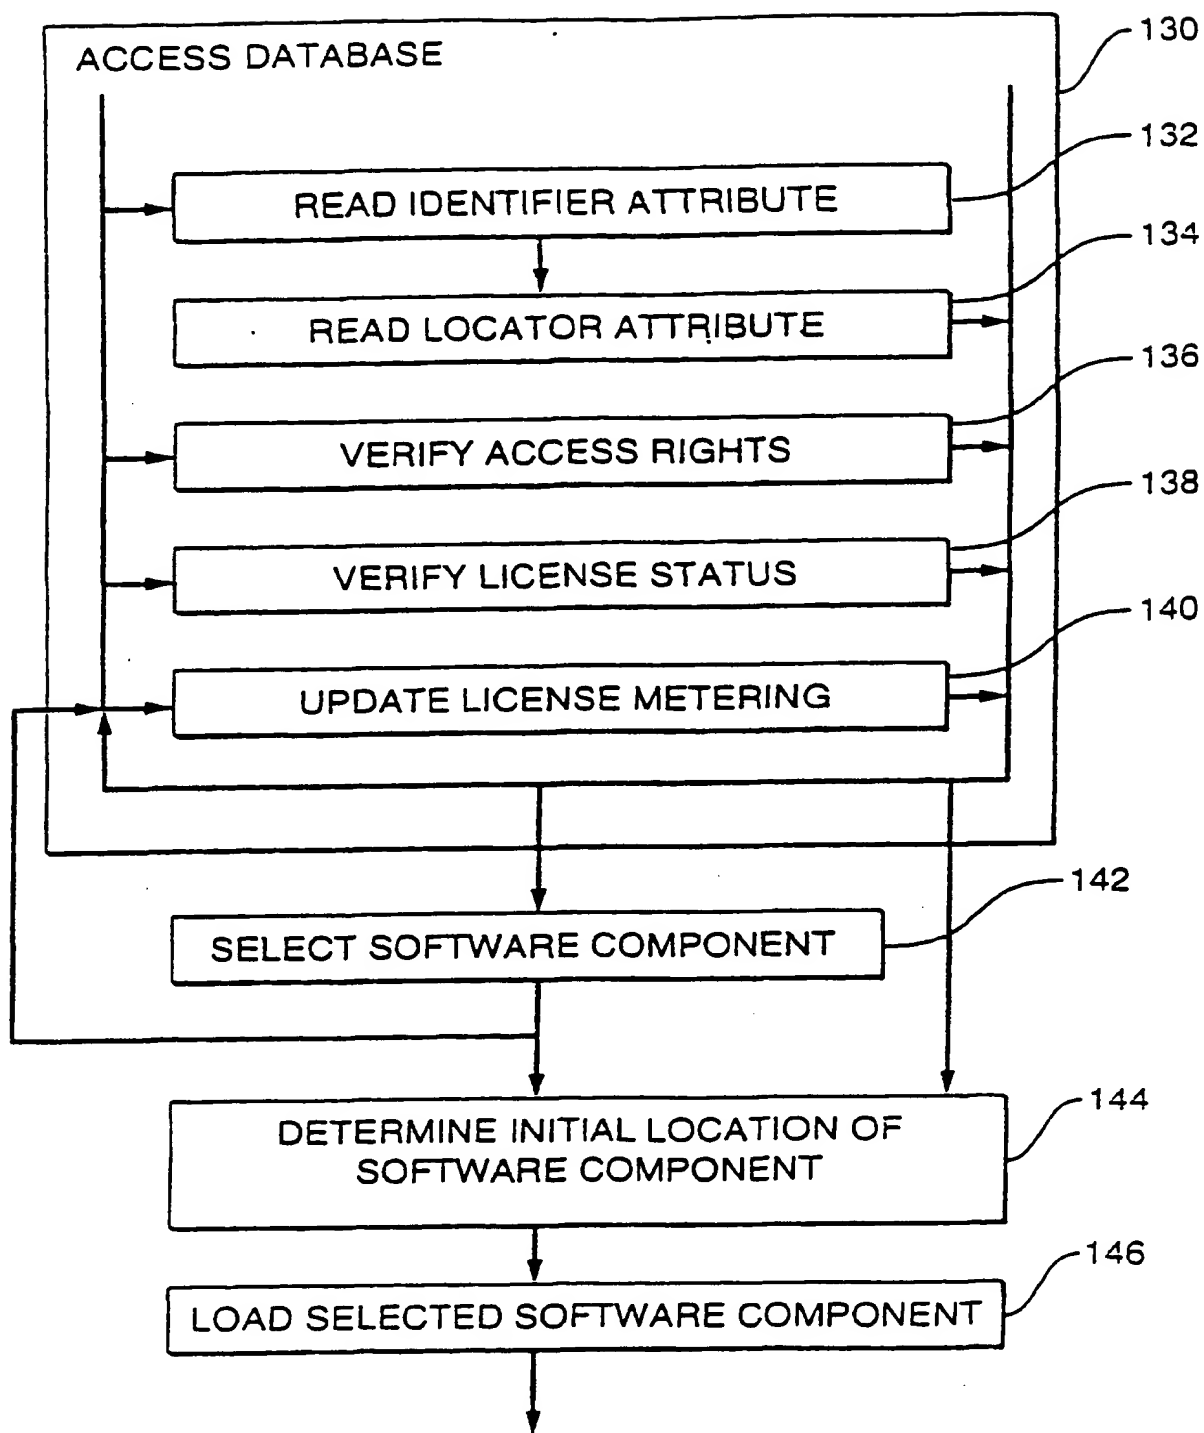 ACCESS DATABASE
130
132
READ IDENTIFIER ATTRIBUTE
134
READ LOCATOR ATTRIBUTE
136
VERIFY ACCESS RIGHTS
138
VERIFY LICENSE STATUS
140
UPDATE LICENSE METERING
142
SELECT SOFTWARE COMPONENT
144
DETERMINE INITIAL LOCATION OF
SOFTWARE COMPONENT
146
LOAD SELECTED SOFTWARE COMPONENT